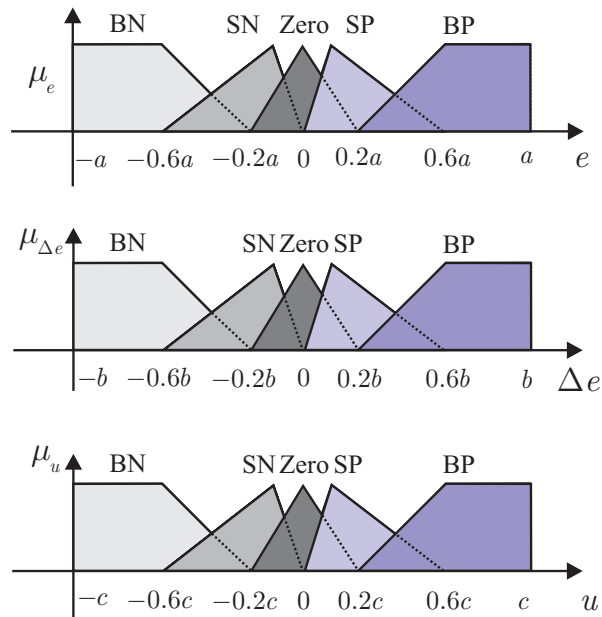 BN SN Zero SP BP
μ_e
−a −0.6a −0.2a 0 0.2a 0.6a a e
BN SN Zero SP BP
μ_Δe
−b −0.6b −0.2b 0 0.2b 0.6b b Δe
BN SN Zero SP BP
μ_u
−c −0.6c −0.2c 0 0.2c 0.6c c u